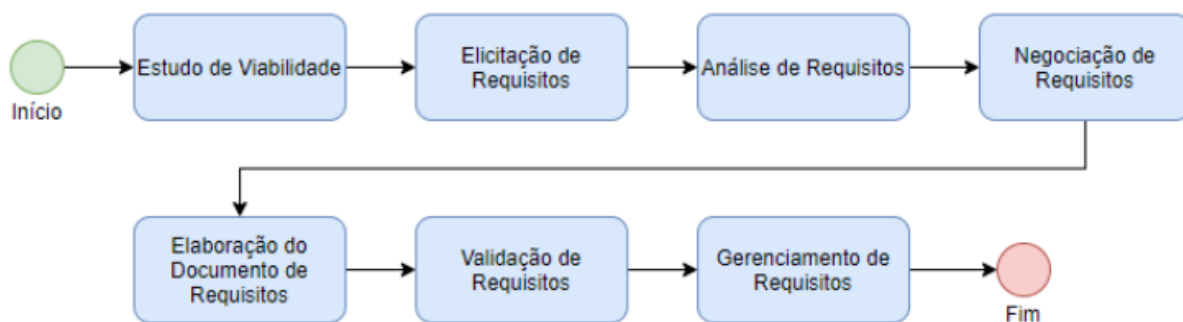 Início
Estudo de Viabilidade
Elicitação de
Requisitos
Análise de Requisitos
Negociação de
Requisitos
Elaboração do
Documento de
Requisitos
Validação de
Requisitos
Gerenciamento de
Requisitos
Fim